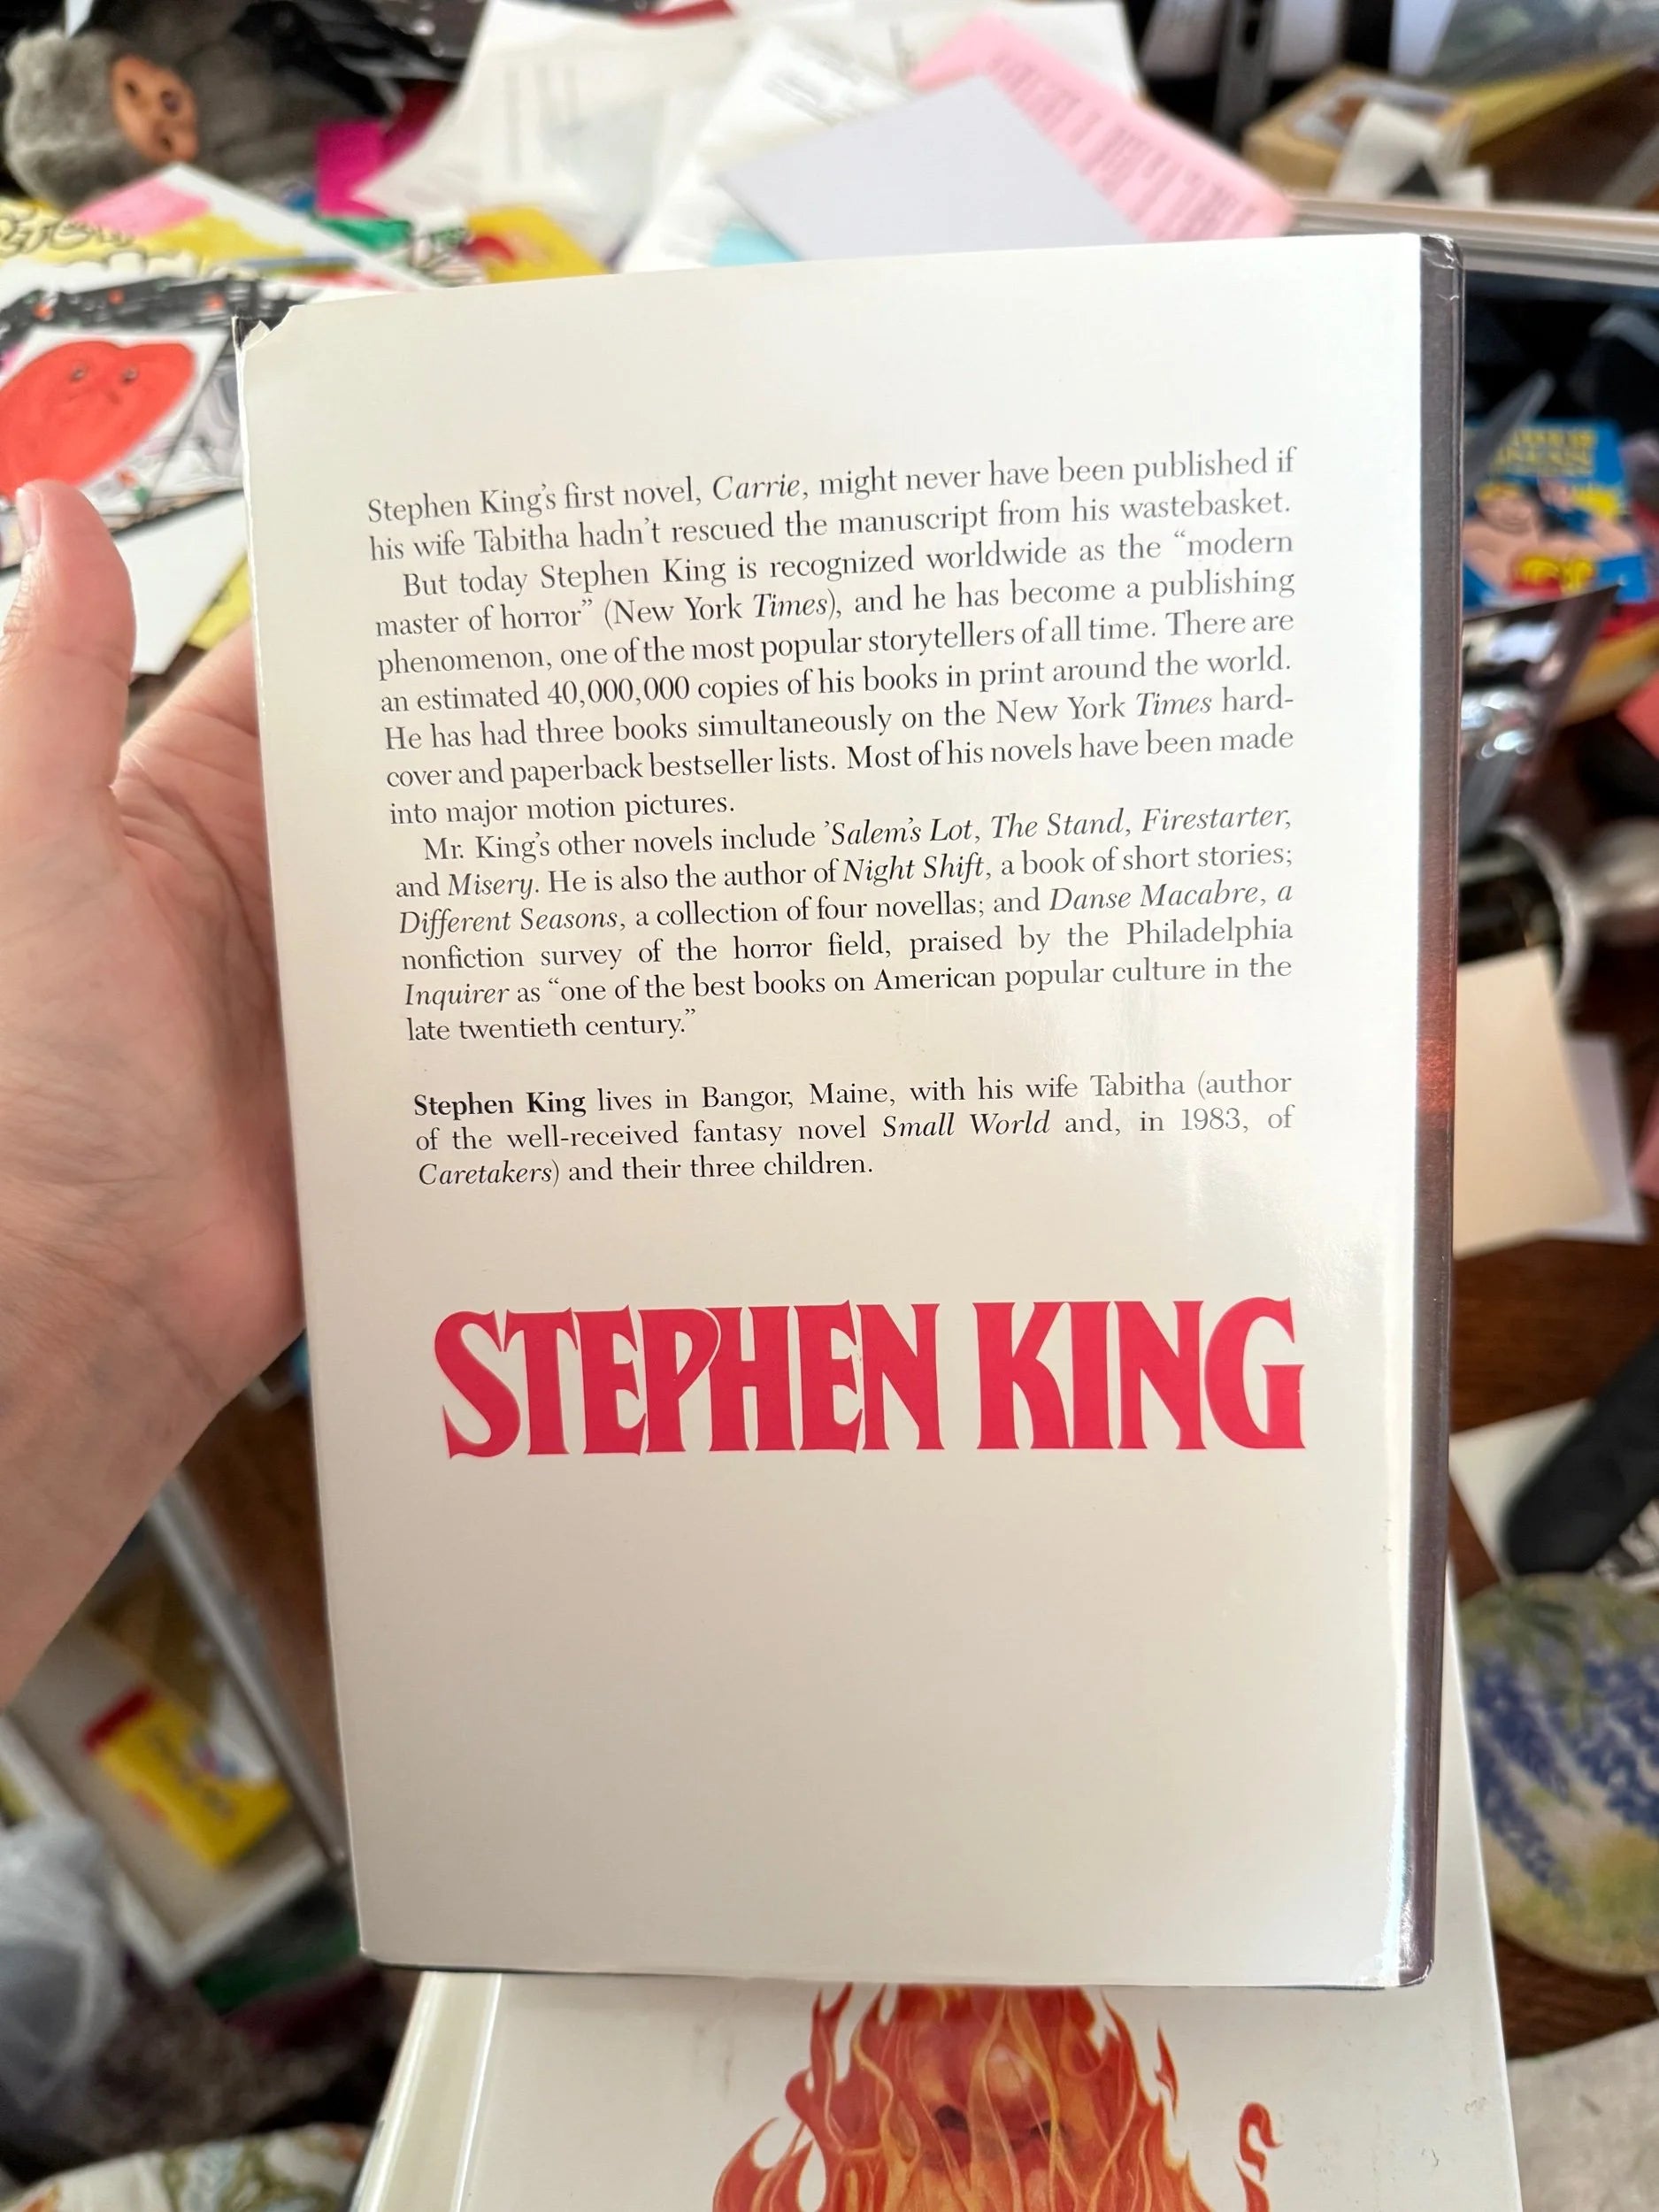 Stephen King's first novel, Carrie, might never have been published if
his wife Tabitha hadn't rescued the manuscript from his wastebasket.
But today Stephen King is recognized worldwide as the “modern
master of horror” (New York Times), and he has become a publishing
phenomenon, one of the most popular storytellers of all time. There are
an estimated 40,000,000 copies of his books in print around the world.
He has had three books simultaneously on the New York Times hard-
cover and paperback bestseller lists. Most of his novels have been made
into major motion pictures.
Mr. King's other novels include 'Salem's Lot, The Stand, Firestarter,
and Misery. He is also the author of Night Shift, a book of short stories;
Different Seasons, a collection of four novellas; and Danse Macabre, a
nonfiction survey of the horror field, praised by the Philadelphia
Inquirer as “one of the best books on American popular culture in the
late twentieth century.”
Stephen King lives in Bangor, Maine, with his wife Tabitha (author
of the well-received fantasy novel Small World and, in 1983, of
Caretakers) and their three children.
STEPHEN KING